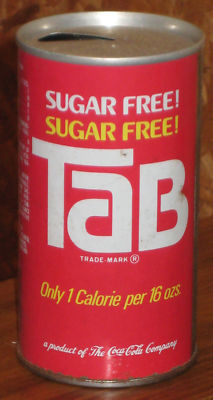 SUGAR FREE!
SUGAR FREE!
TaB
TRADE-MARK ®
Only 1 Calorie per 16 ozs.
a product of The Coca-Cola Company